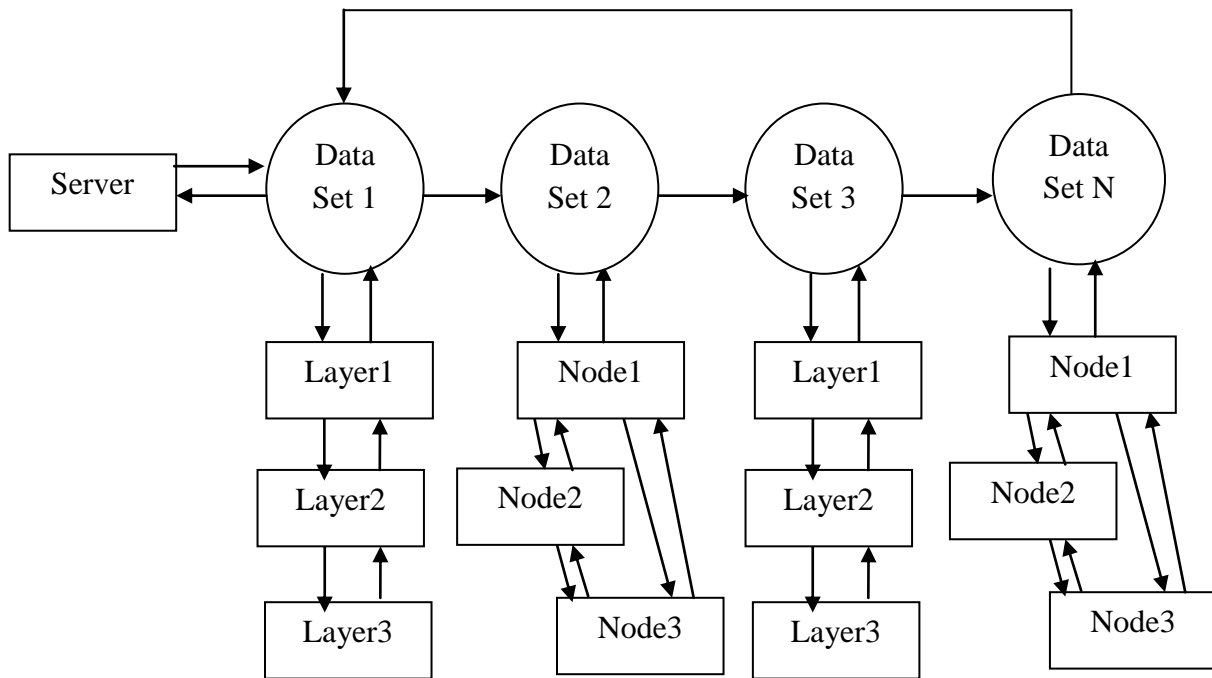 Server
Data
Set 1
Data
Set 2
Data
Set 3
Data
Set N
Layer1
Node1
Layer1
Node1
Layer2
Node2
Layer2
Node2
Layer3
Node3
Layer3
Node3